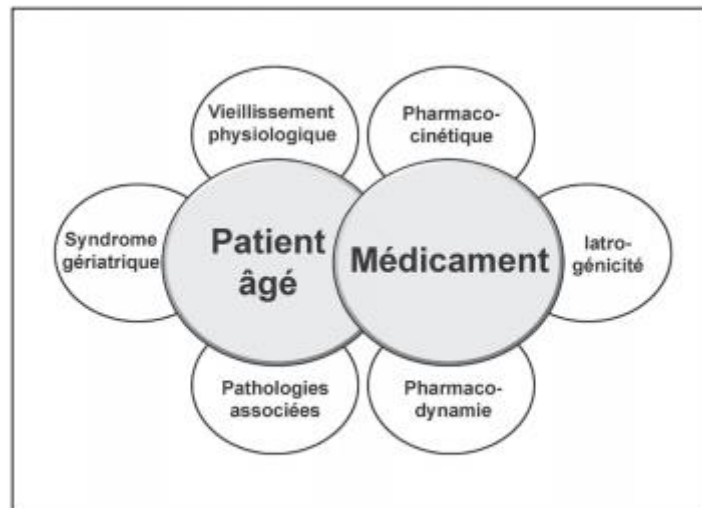 Vieillissement
physiologique
Pharmaco-
cinétique
Syndrome
gériatrique
Patient
âgé
Médicament
Iatro-
génicité
Pathologies
associées
Pharmaco-
dynamie